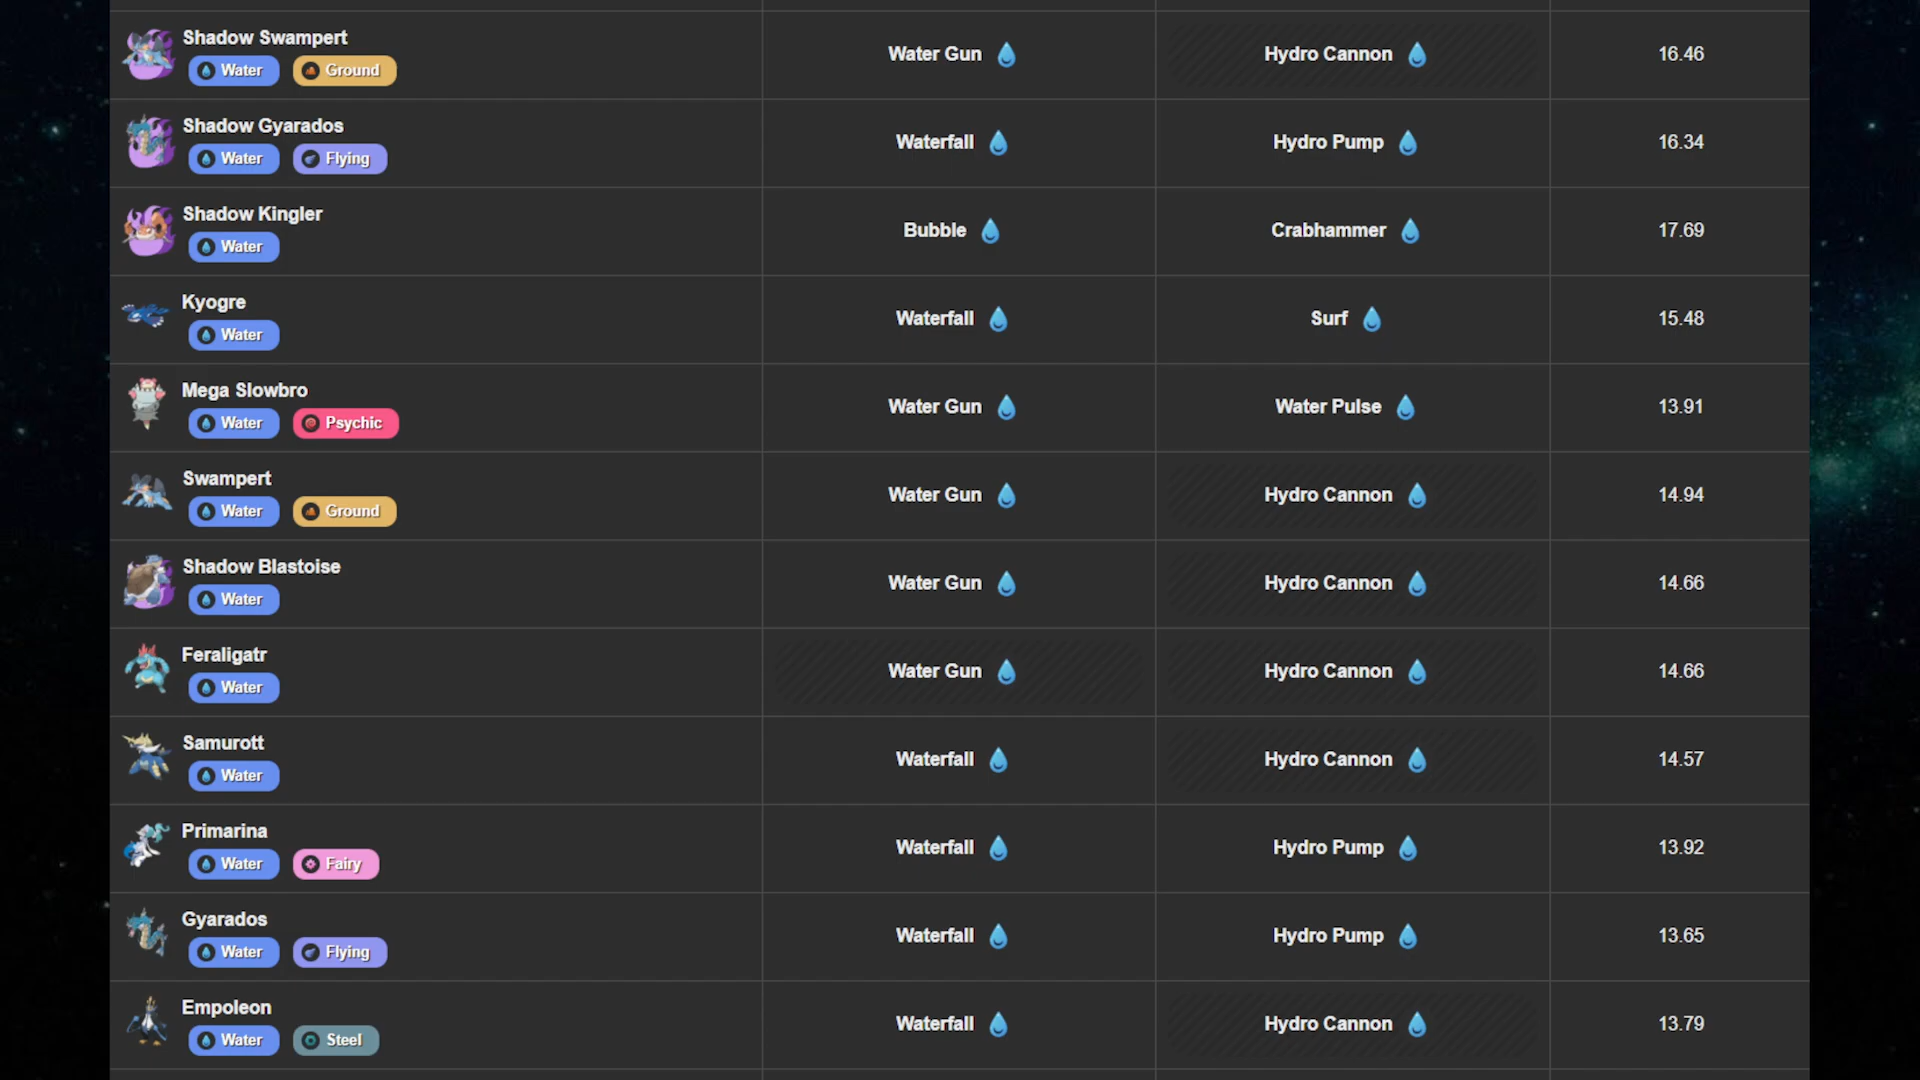 Shadow Swampert
Water Ground
Water Gun
Hydro Cannon
16.46
Shadow Gyarados
Water Flying
Waterfall
Hydro Pump
16.34
Shadow Kingler
Water
Bubble
Crabhammer
17.69
Kyogre
Water
Waterfall
Surf
15.48
Mega Slowbro
Water Psychic
Water Gun
Water Pulse
13.91
Swampert
Water Ground
Water Gun
Hydro Cannon
14.94
Shadow Blastoise
Water
Water Gun
Hydro Cannon
14.66
Feraligatr
Water
Water Gun
Hydro Cannon
14.66
Samurott
Water
Waterfall
Hydro Cannon
14.57
Primarina
Water Fairy
Waterfall
Hydro Pump
13.92
Gyarados
Water Flying
Waterfall
Hydro Pump
13.65
Empoleon
Water Steel
Waterfall
Hydro Cannon
13.79